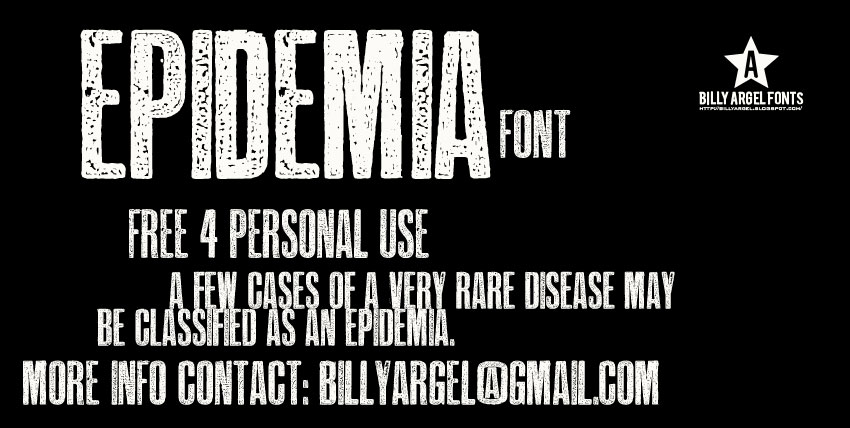 EPIDEMIA FONT
A
BILLY ARGEL FONTS
HTTP://BILLYARGEL.BLOGSPOT.COM/
FREE 4 PERSONAL USE
A FEW CASES OF A VERY RARE DISEASE MAY
BE CLASSIFIED AS AN EPIDEMIA.
MORE INFO CONTACT: BILLYARGEL@GMAIL.COM